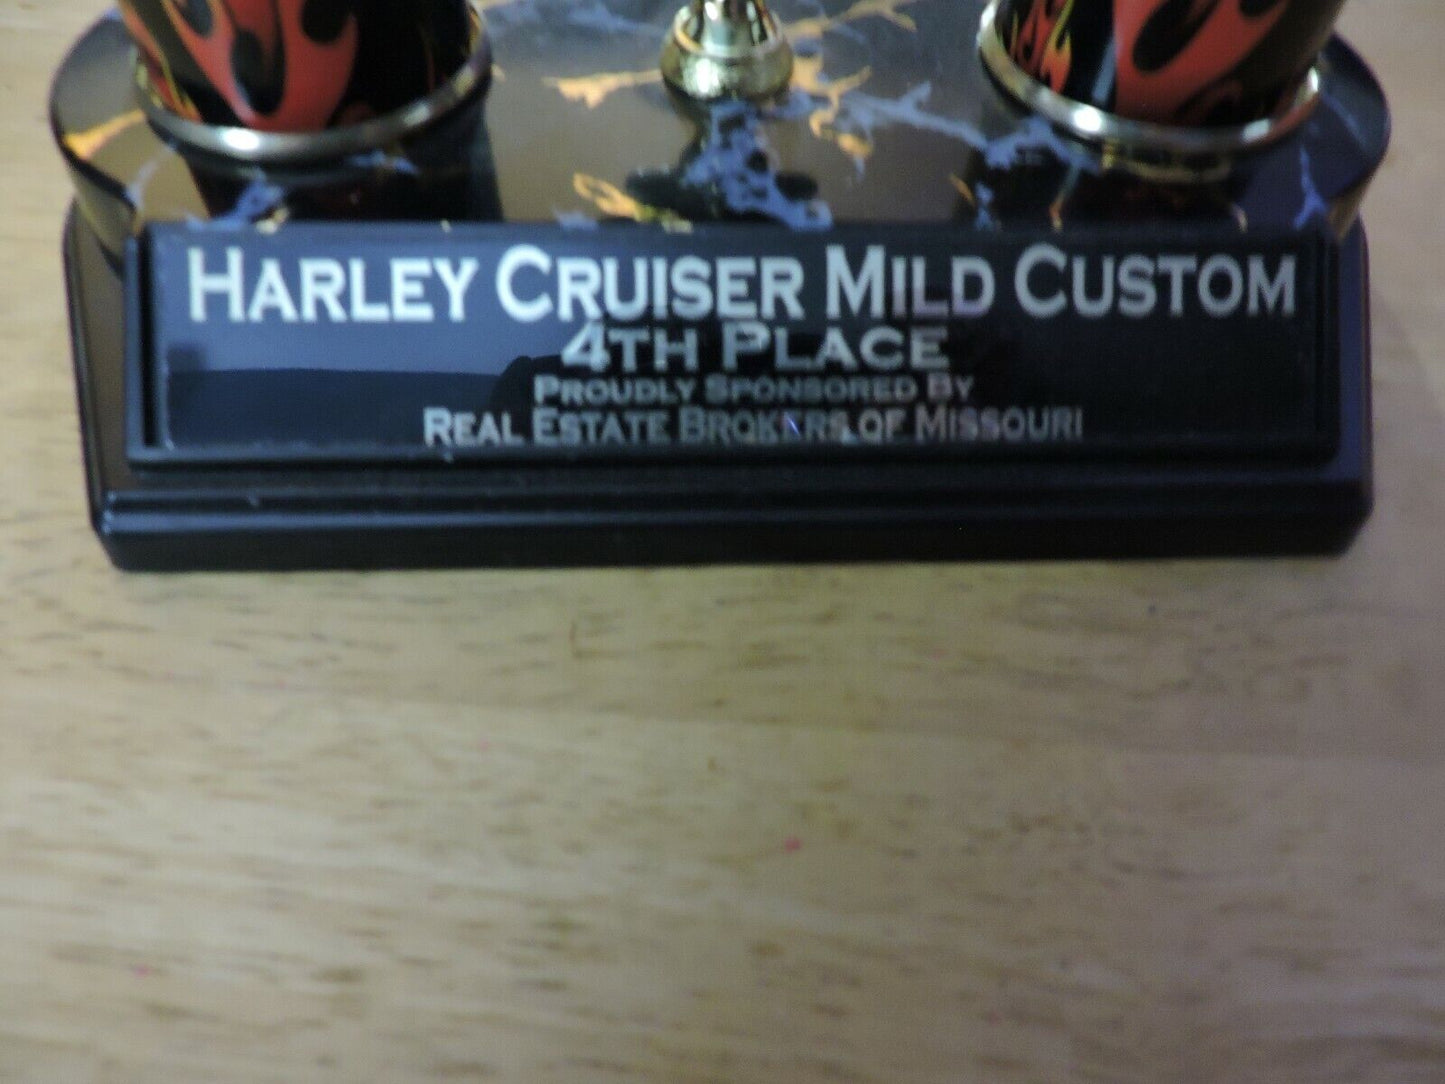 Harley Cruiser Mild Custom
4th Place
Proudly Sponsored By
Real Estate Brokers of Missouri